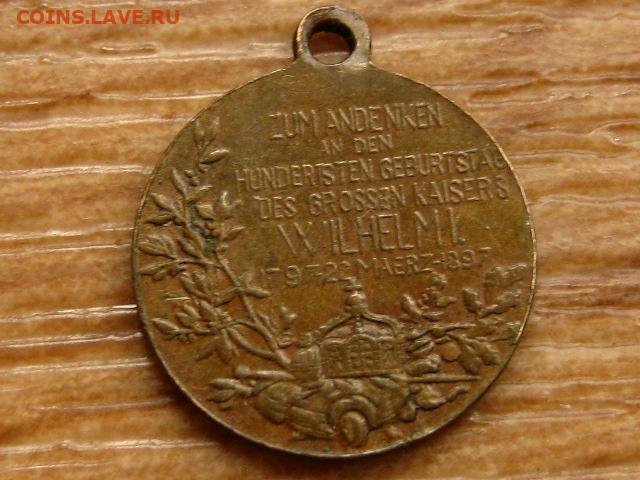 COINS.LAVE.RU
ZUM ANDENKEN
AN DEN
HUNDERTSTEN GEBURTSTAG
DES GROSSEN KAISERS
WILHELM I.
1797-22 MAERZ-1897